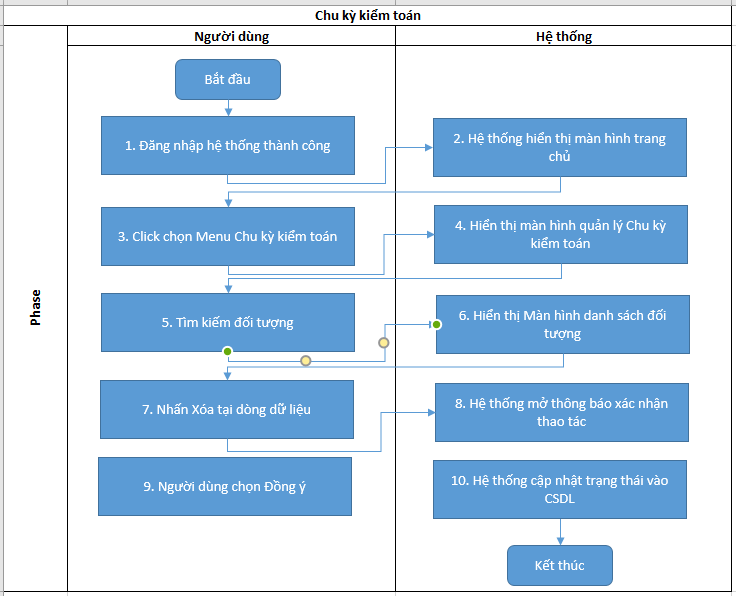 Chu kỳ kiểm toán
Người dùng
Hệ thống
Phase
Bắt đầu
1. Đăng nhập hệ thống thành công
2. Hệ thống hiển thị màn hình trang
chủ
3. Click chọn Menu Chu kỳ kiểm toán
4. Hiển thị màn hình quản lý Chu kỳ
kiểm toán
5. Tìm kiếm đối tượng
6. Hiển thị Màn hình danh sách đối
tượng
7. Nhấn Xóa tại dòng dữ liệu
8. Hệ thống mở thông báo xác nhận
thao tác
9. Người dùng chọn Đồng ý
10. Hệ thống cập nhật trạng thái vào
CSDL
Kết thúc